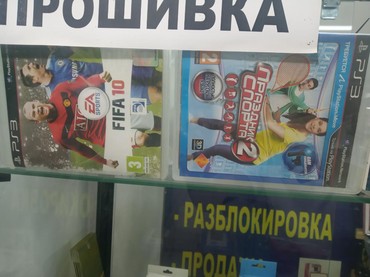 ПРОШИВКА
PS3
EA
SPORTS
FIFA 10
3
PS3
ПРАЗДНИК
СПОРТА
2
- РАЗБЛОКИРОВКА
- ПРОДА